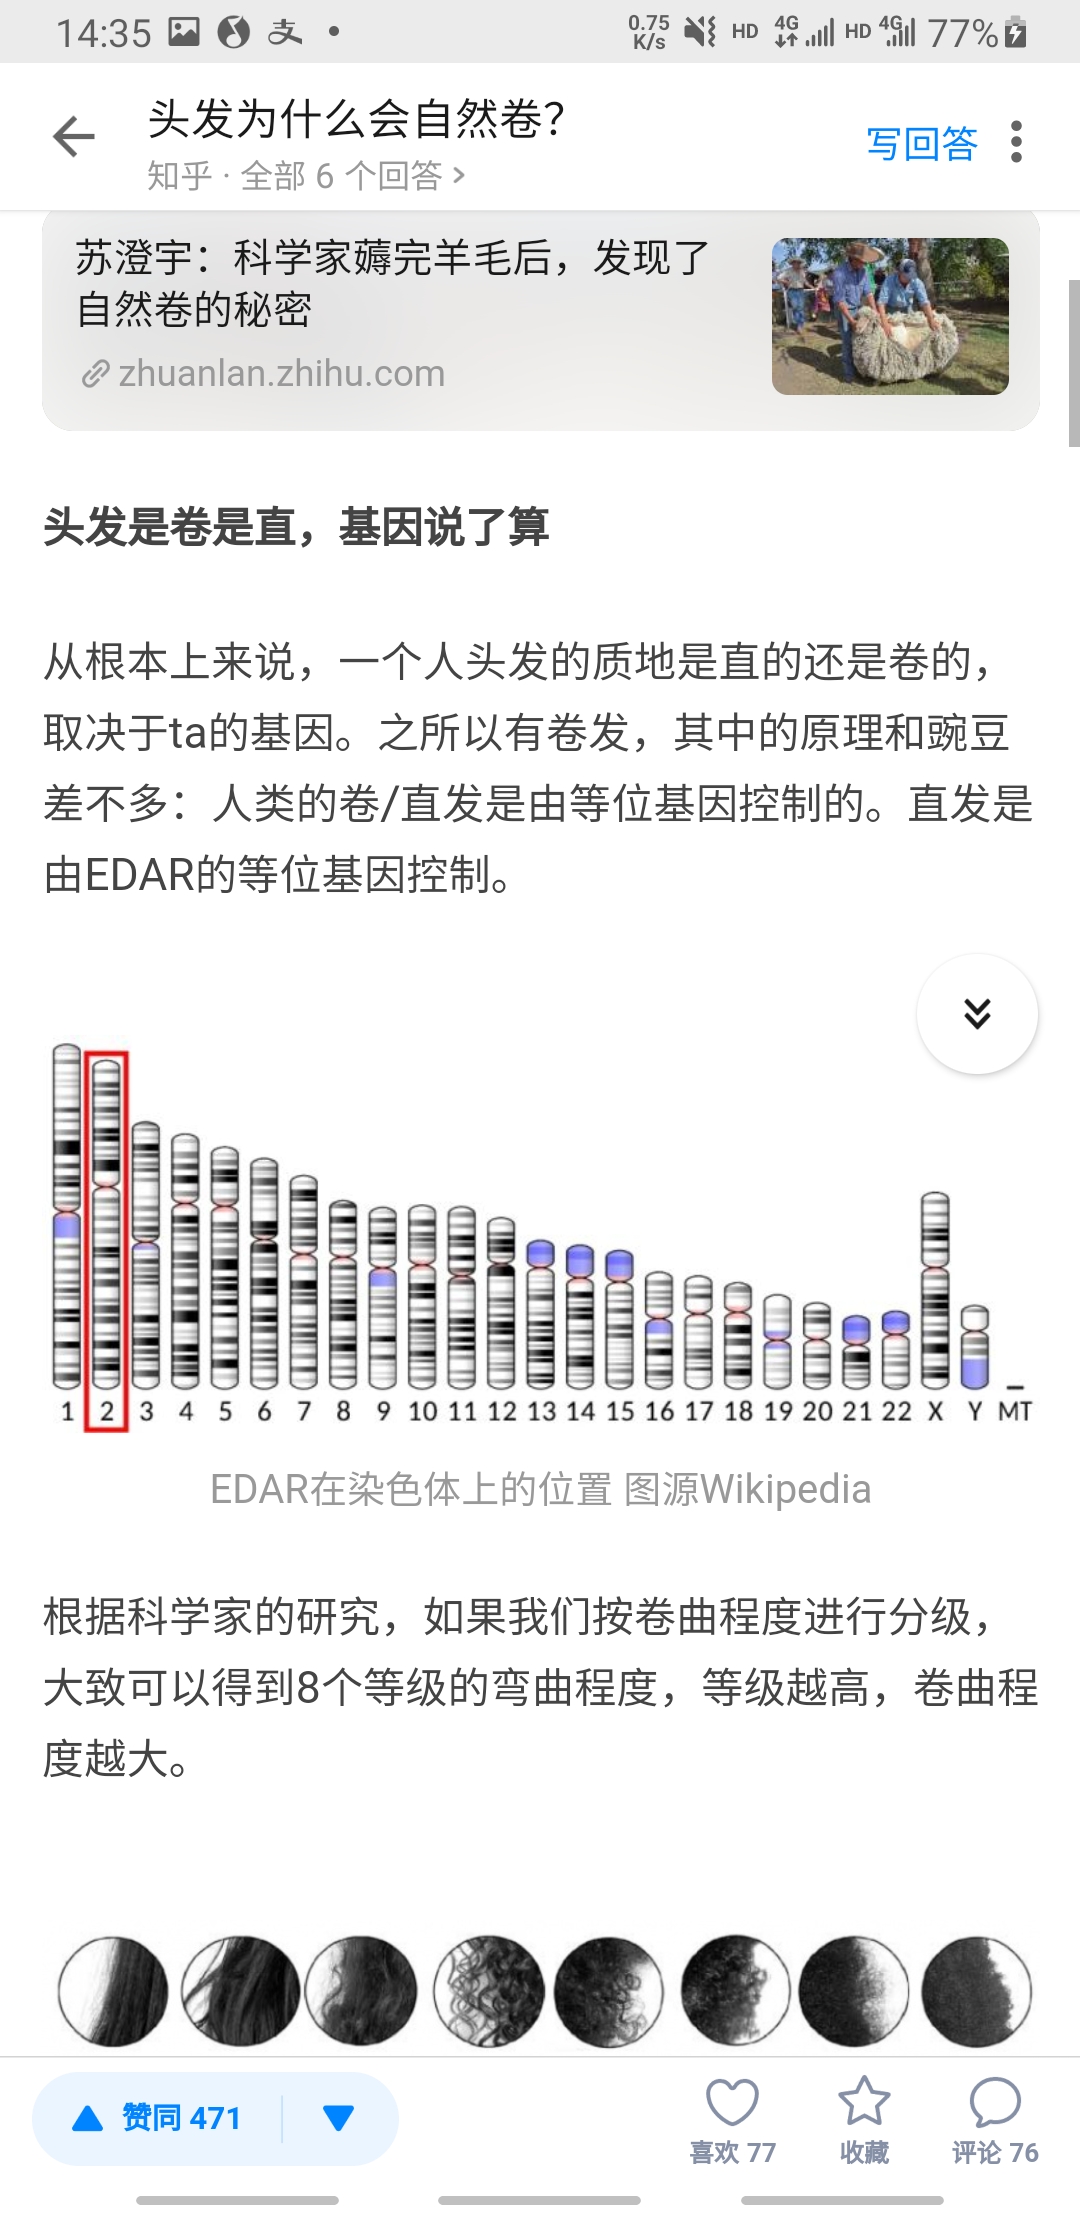 14:35 支 0.75 K/s HD 4G HD 4G 77%
头发为什么会自然卷?
写回答
知乎 · 全部 6 个回答 >
苏澄宇：科学家薅完羊毛后，发现了
自然卷的秘密
zhuanlan.zhihu.com
头发是卷是直，基因说了算
从根本上来说，一个人头发的质地是直的还是卷的，
取决于ta的基因。之所以有卷发，其中的原理和豌豆
差不多：人类的卷/直发是由等位基因控制的。直发是
由EDAR的等位基因控制。
1 2 3 4 5 6 7 8 9 10 11 12 13 14 15 16 17 18 19 20 21 22 X Y MT
EDAR在染色体上的位置 图源Wikipedia
根据科学家的研究，如果我们按卷曲程度进行分级，
大致可以得到8个等级的弯曲程度，等级越高，卷曲程
度越大。
赞同 471
喜欢 77 收藏 评论 76